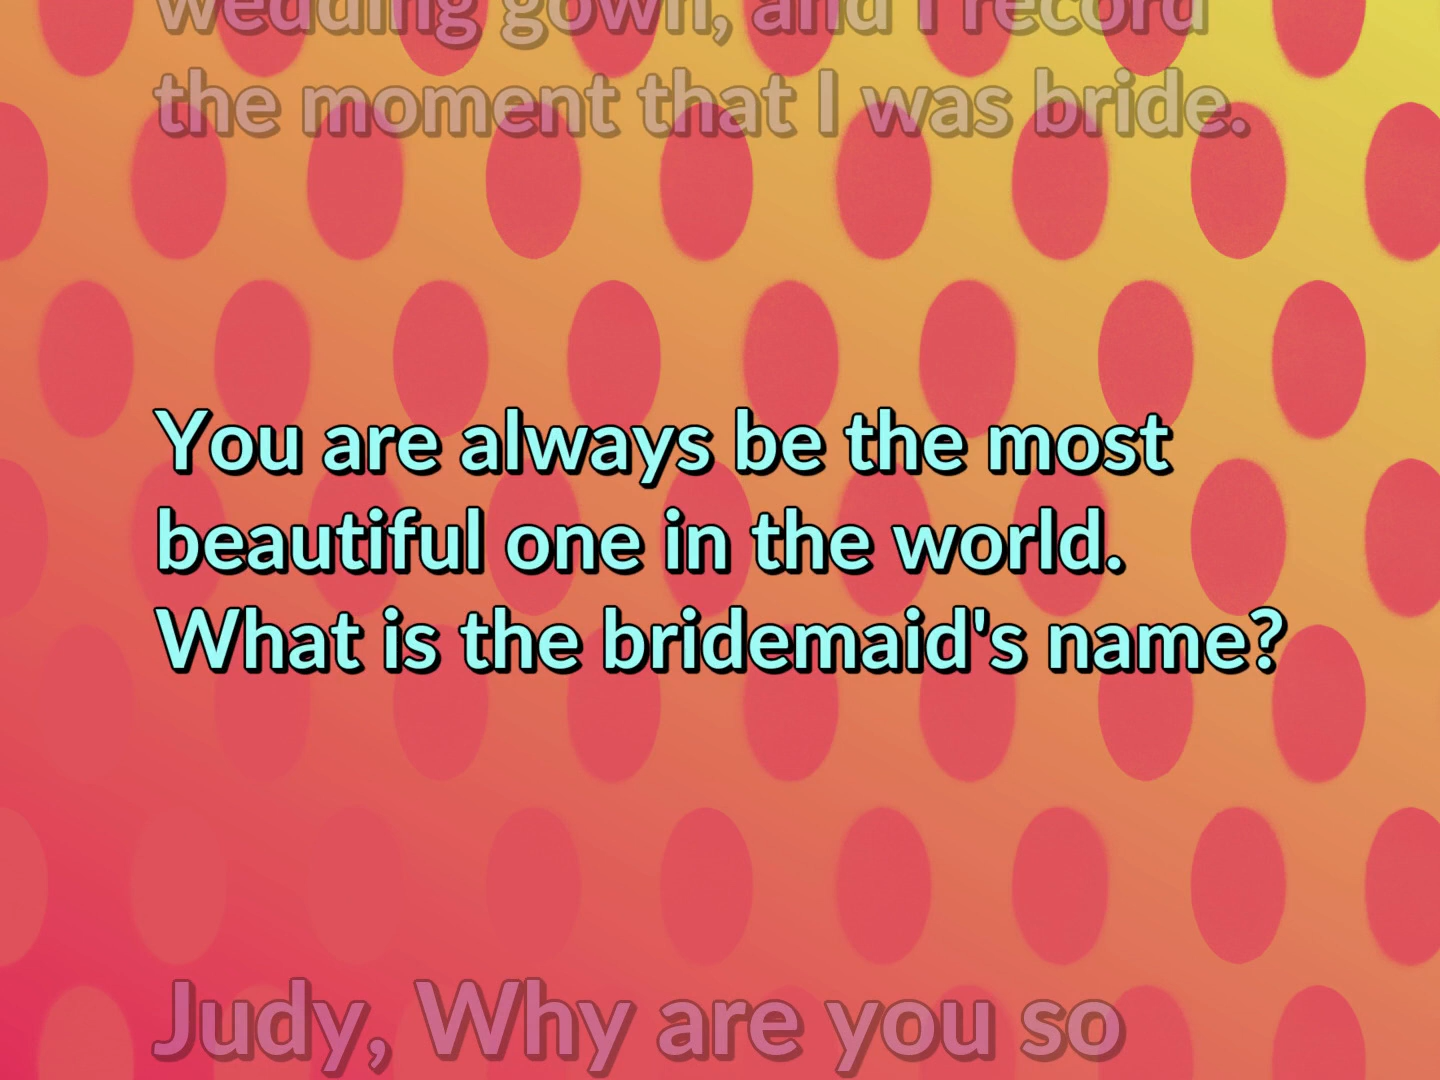 wedding gown, and I record
the moment that I was bride.
You are always be the most
beautiful one in the world.
What is the bridemaid's name?
Judy, Why are you so